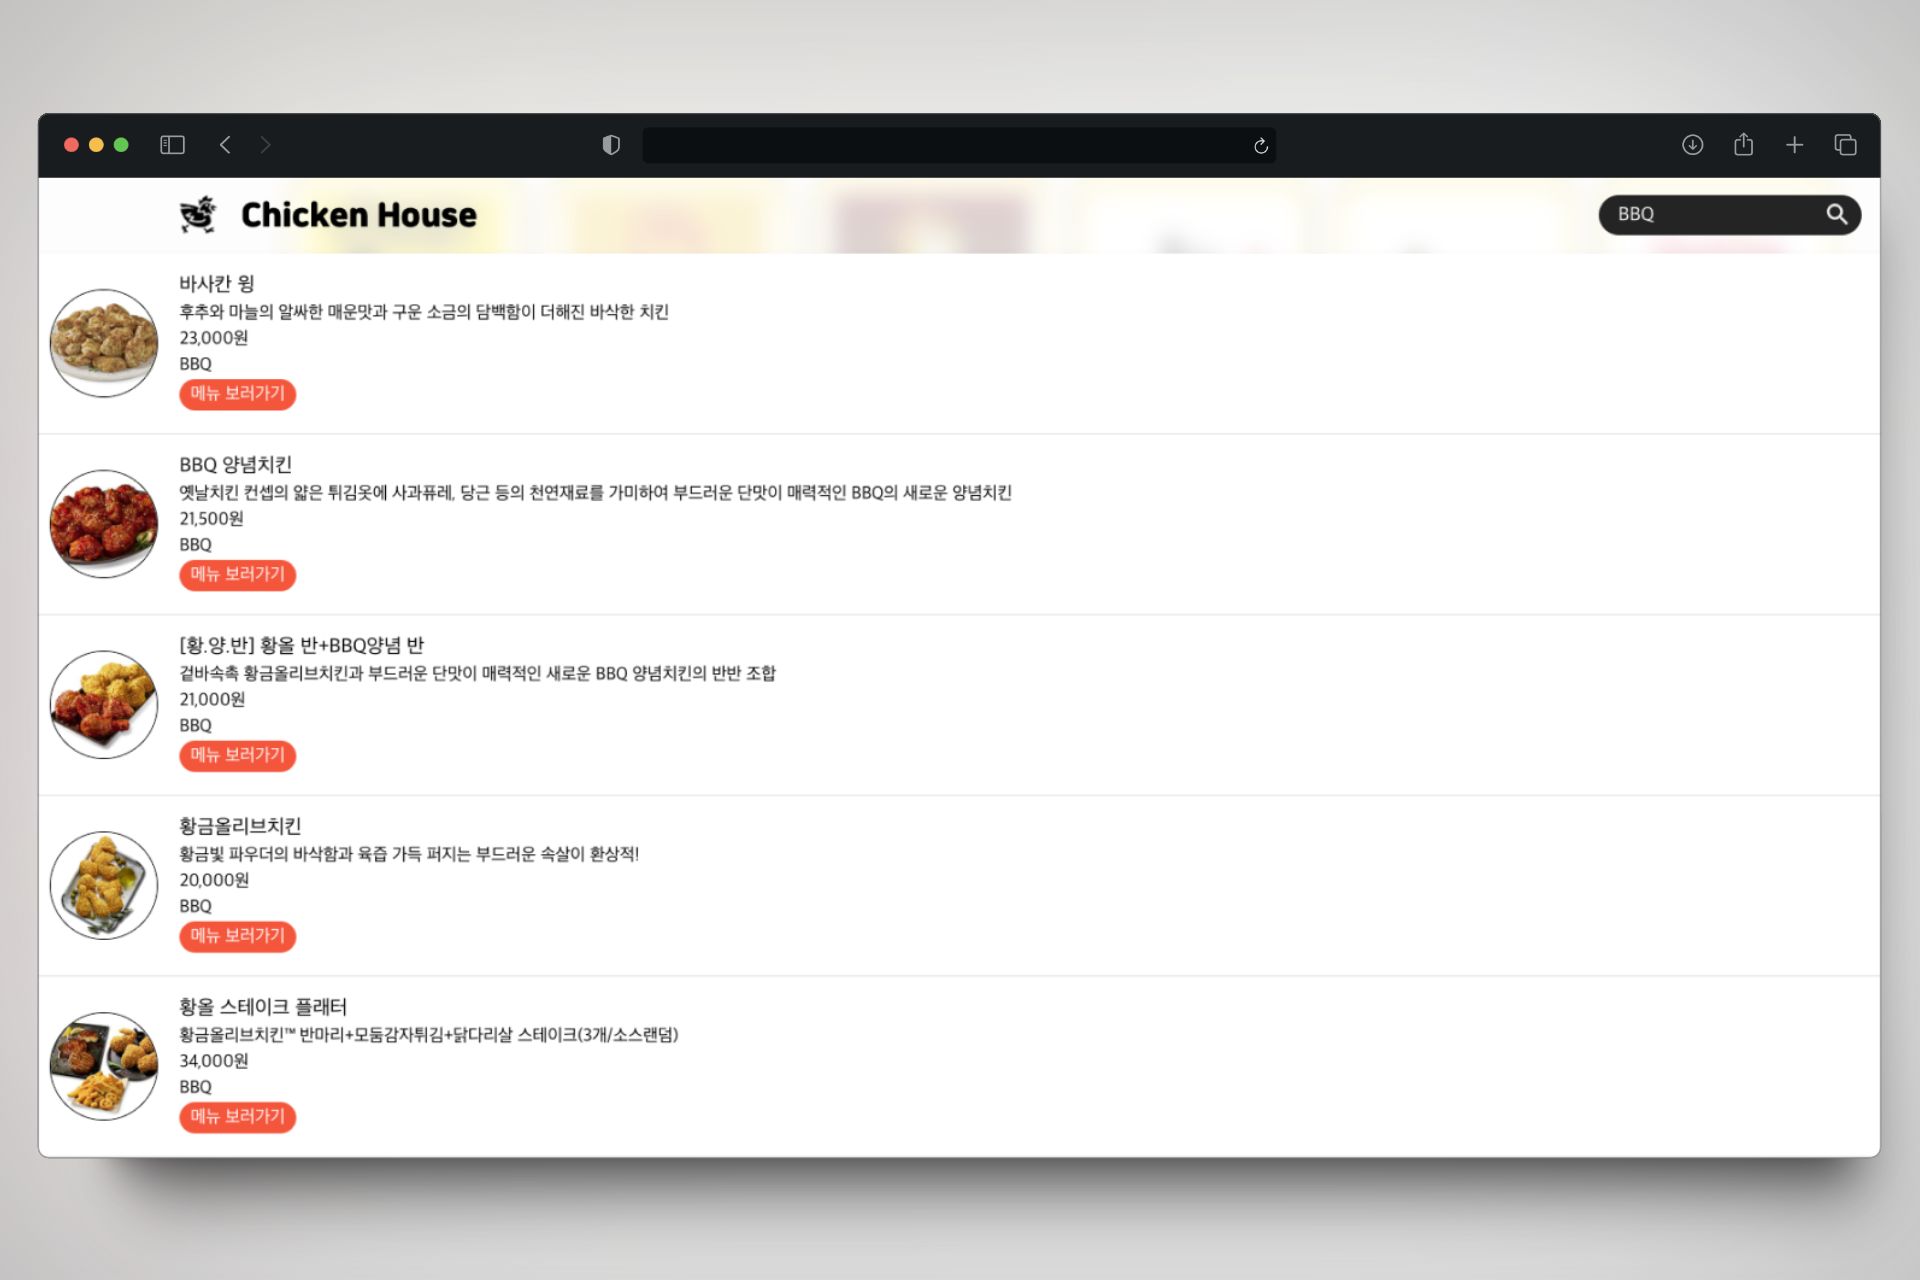 Chicken House
BBQ
바사칸 윙
후추와 마늘의 알싸한 매운맛과 구운 소금의 담백함이 더해진 바삭한 치킨
23,000원
BBQ
메뉴 보러가기
BBQ 양념치킨
옛날치킨 컨셉의 얇은 튀김옷에 사과퓨레, 당근 등의 천연재료를 가미하여 부드러운 단맛이 매력적인 BBQ의 새로운 양념치킨
21,500원
BBQ
메뉴 보러가기
[황.양.반] 황올 반+BBQ양념 반
겉바속촉 황금올리브치킨과 부드러운 단맛이 매력적인 새로운 BBQ 양념치킨의 반반 조합
21,000원
BBQ
메뉴 보러가기
황금올리브치킨
황금빛 파우더의 바삭함과 육즙 가득 퍼지는 부드러운 속살이 환상적!
20,000원
BBQ
메뉴 보러가기
황올 스테이크 플래터
황금올리브치킨™ 반마리+모둠감자튀김+닭다리살 스테이크(3개/소스랜덤)
34,000원
BBQ
메뉴 보러가기